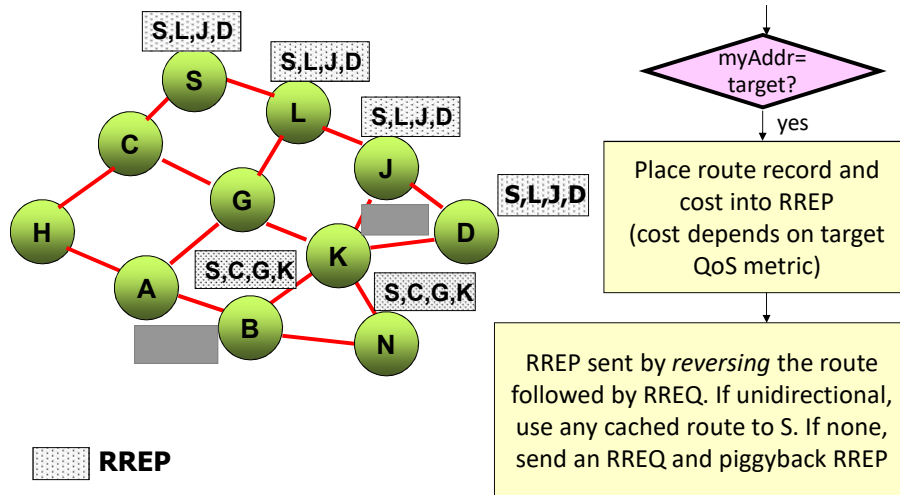 S,L,J,D
S
S,L,J,D
L
S,L,J,D
C
J
S,L,J,D
G
H
D
K
S,C,G,K
A
S,C,G,K
B
N
RREP
myAddr=
target?
yes
Place route record and
cost into RREP
(cost depends on target
QoS metric)
RREP sent by reversing the route
followed by RREQ. If unidirectional,
use any cached route to S. If none,
send an RREQ and piggyback RREP